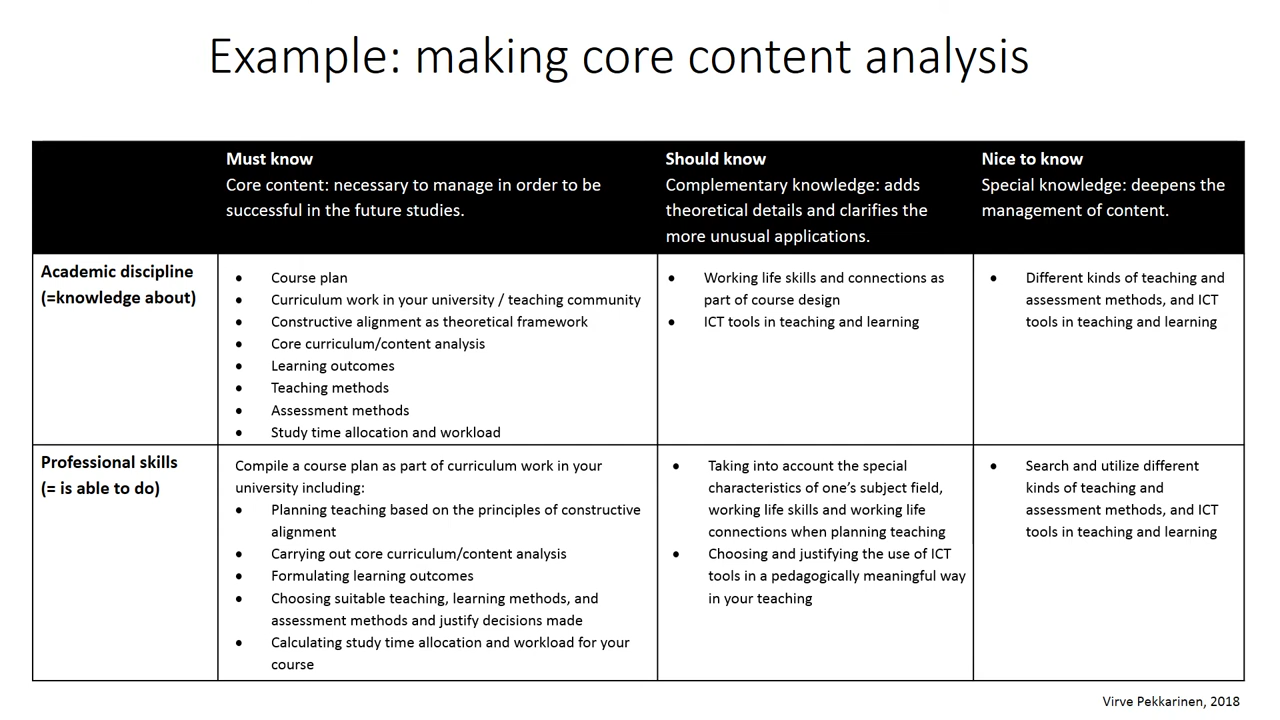 Example: making core content analysis
Must know
Core content: necessary to manage in order to be
successful in the future studies.
Should know
Complementary knowledge: adds
theoretical details and clarifies the
more unusual applications.
Nice to know
Special knowledge: deepens the
management of content.
Academic discipline
(=knowledge about)
• Course plan
• Curriculum work in your university / teaching community
• Constructive alignment as theoretical framework
• Core curriculum/content analysis
• Learning outcomes
• Teaching methods
• Assessment methods
• Study time allocation and workload
• Working life skills and connections as
part of course design
• ICT tools in teaching and learning
• Different kinds of teaching and
assessment methods, and ICT
tools in teaching and learning
Professional skills
(= is able to do)
Compile a course plan as part of curriculum work in your
university including:
• Planning teaching based on the principles of constructive
alignment
• Carrying out core curriculum/content analysis
• Formulating learning outcomes
• Choosing suitable teaching, learning methods, and
assessment methods and justify decisions made
• Calculating study time allocation and workload for your
course
• Taking into account the special
characteristics of one's subject field,
working life skills and working life
connections when planning teaching
• Choosing and justifying the use of ICT
tools in a pedagogically meaningful way
in your teaching
• Search and utilize different
kinds of teaching and
assessment methods, and ICT
tools in teaching and learning
Virve Pekkarinen, 2018